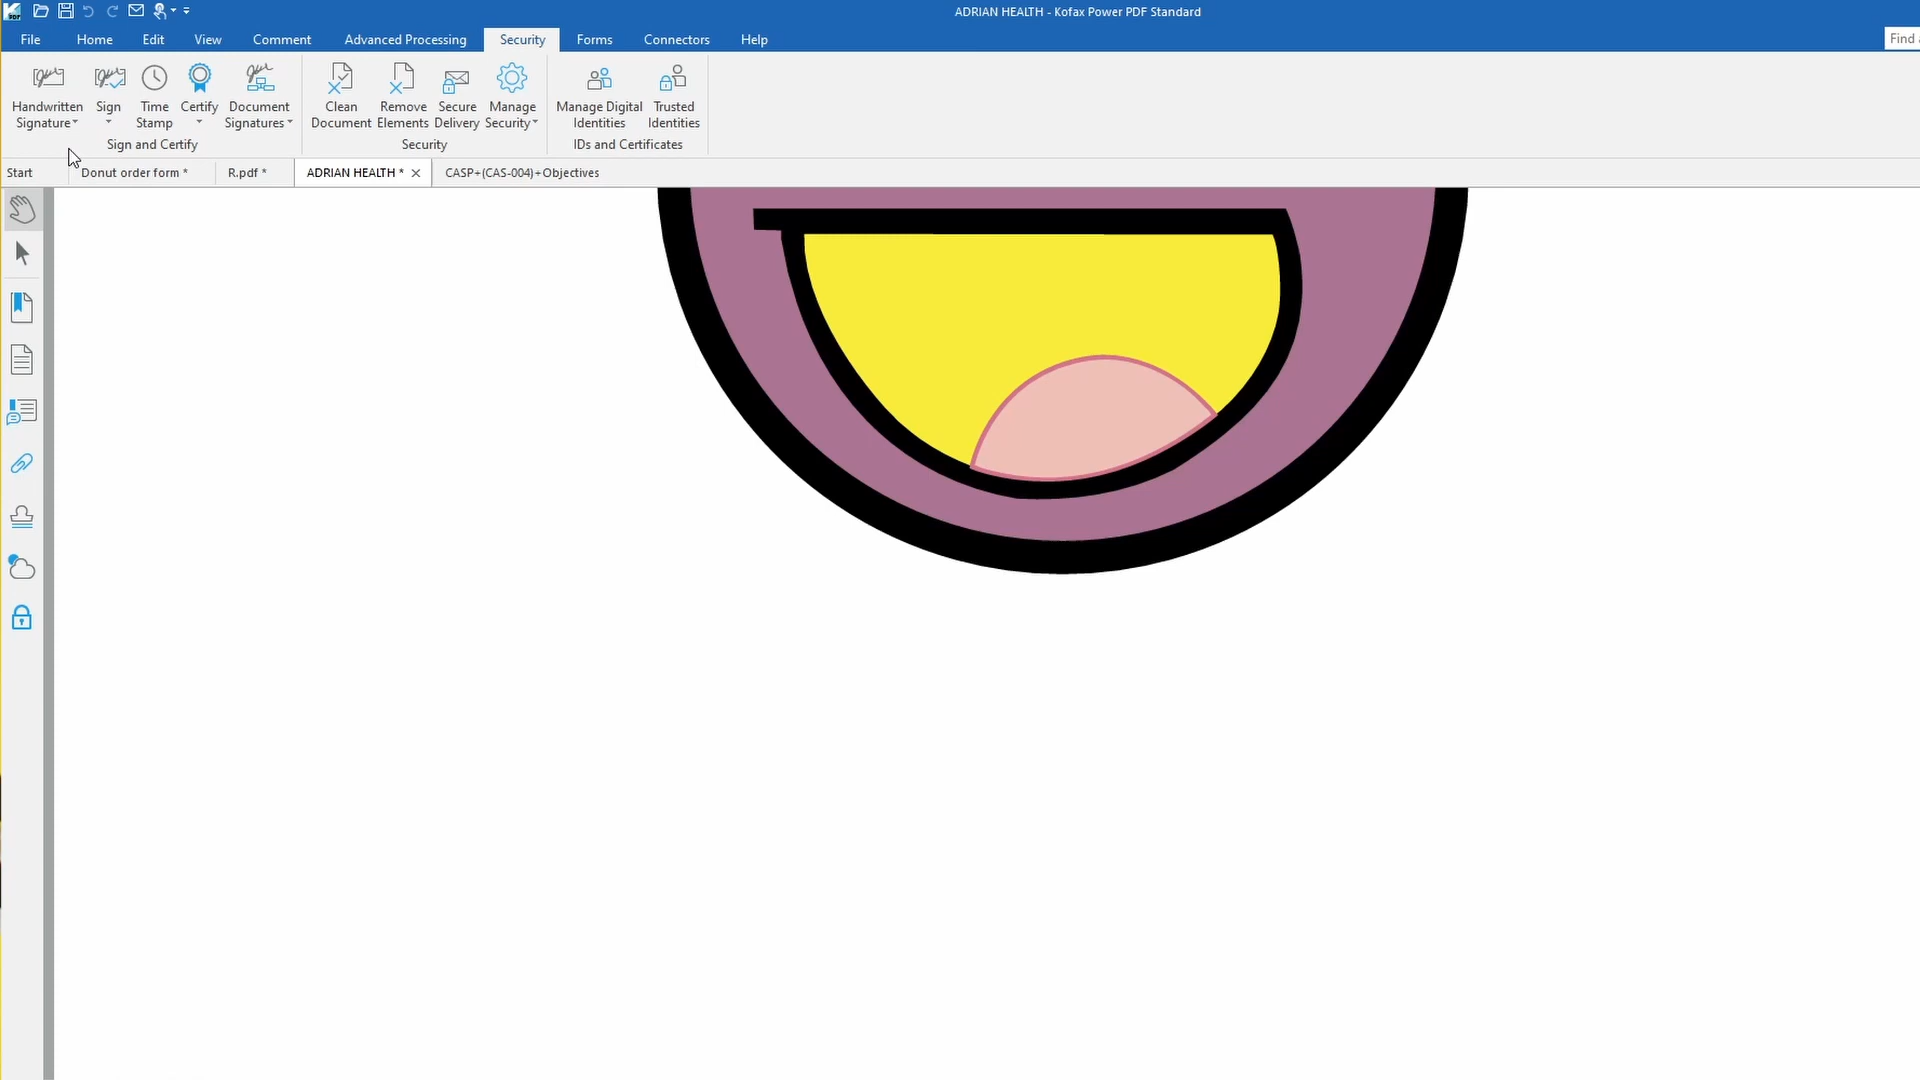 ADRIAN HEALTH - Kofax Power PDF Standard
File Home Edit View Comment Advanced Processing Security Forms Connectors Help Find
Handwritten Signature Sign Time Stamp Certify Document Signatures Clean Document Remove Elements Secure Delivery Manage Security Manage Digital Identities Trusted Identities
Sign and Certify Security IDs and Certificates
Start Donut order form * R.pdf * ADRIAN HEALTH * CASP+(CAS-004)+Objectives